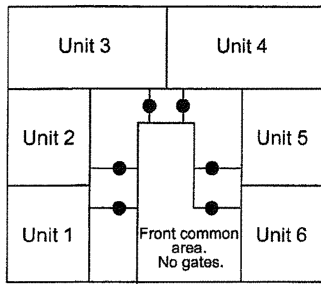 Unit 3
Unit 4
Unit 2
Unit 5
Unit 1
Front common
area.
No gates.
Unit 6